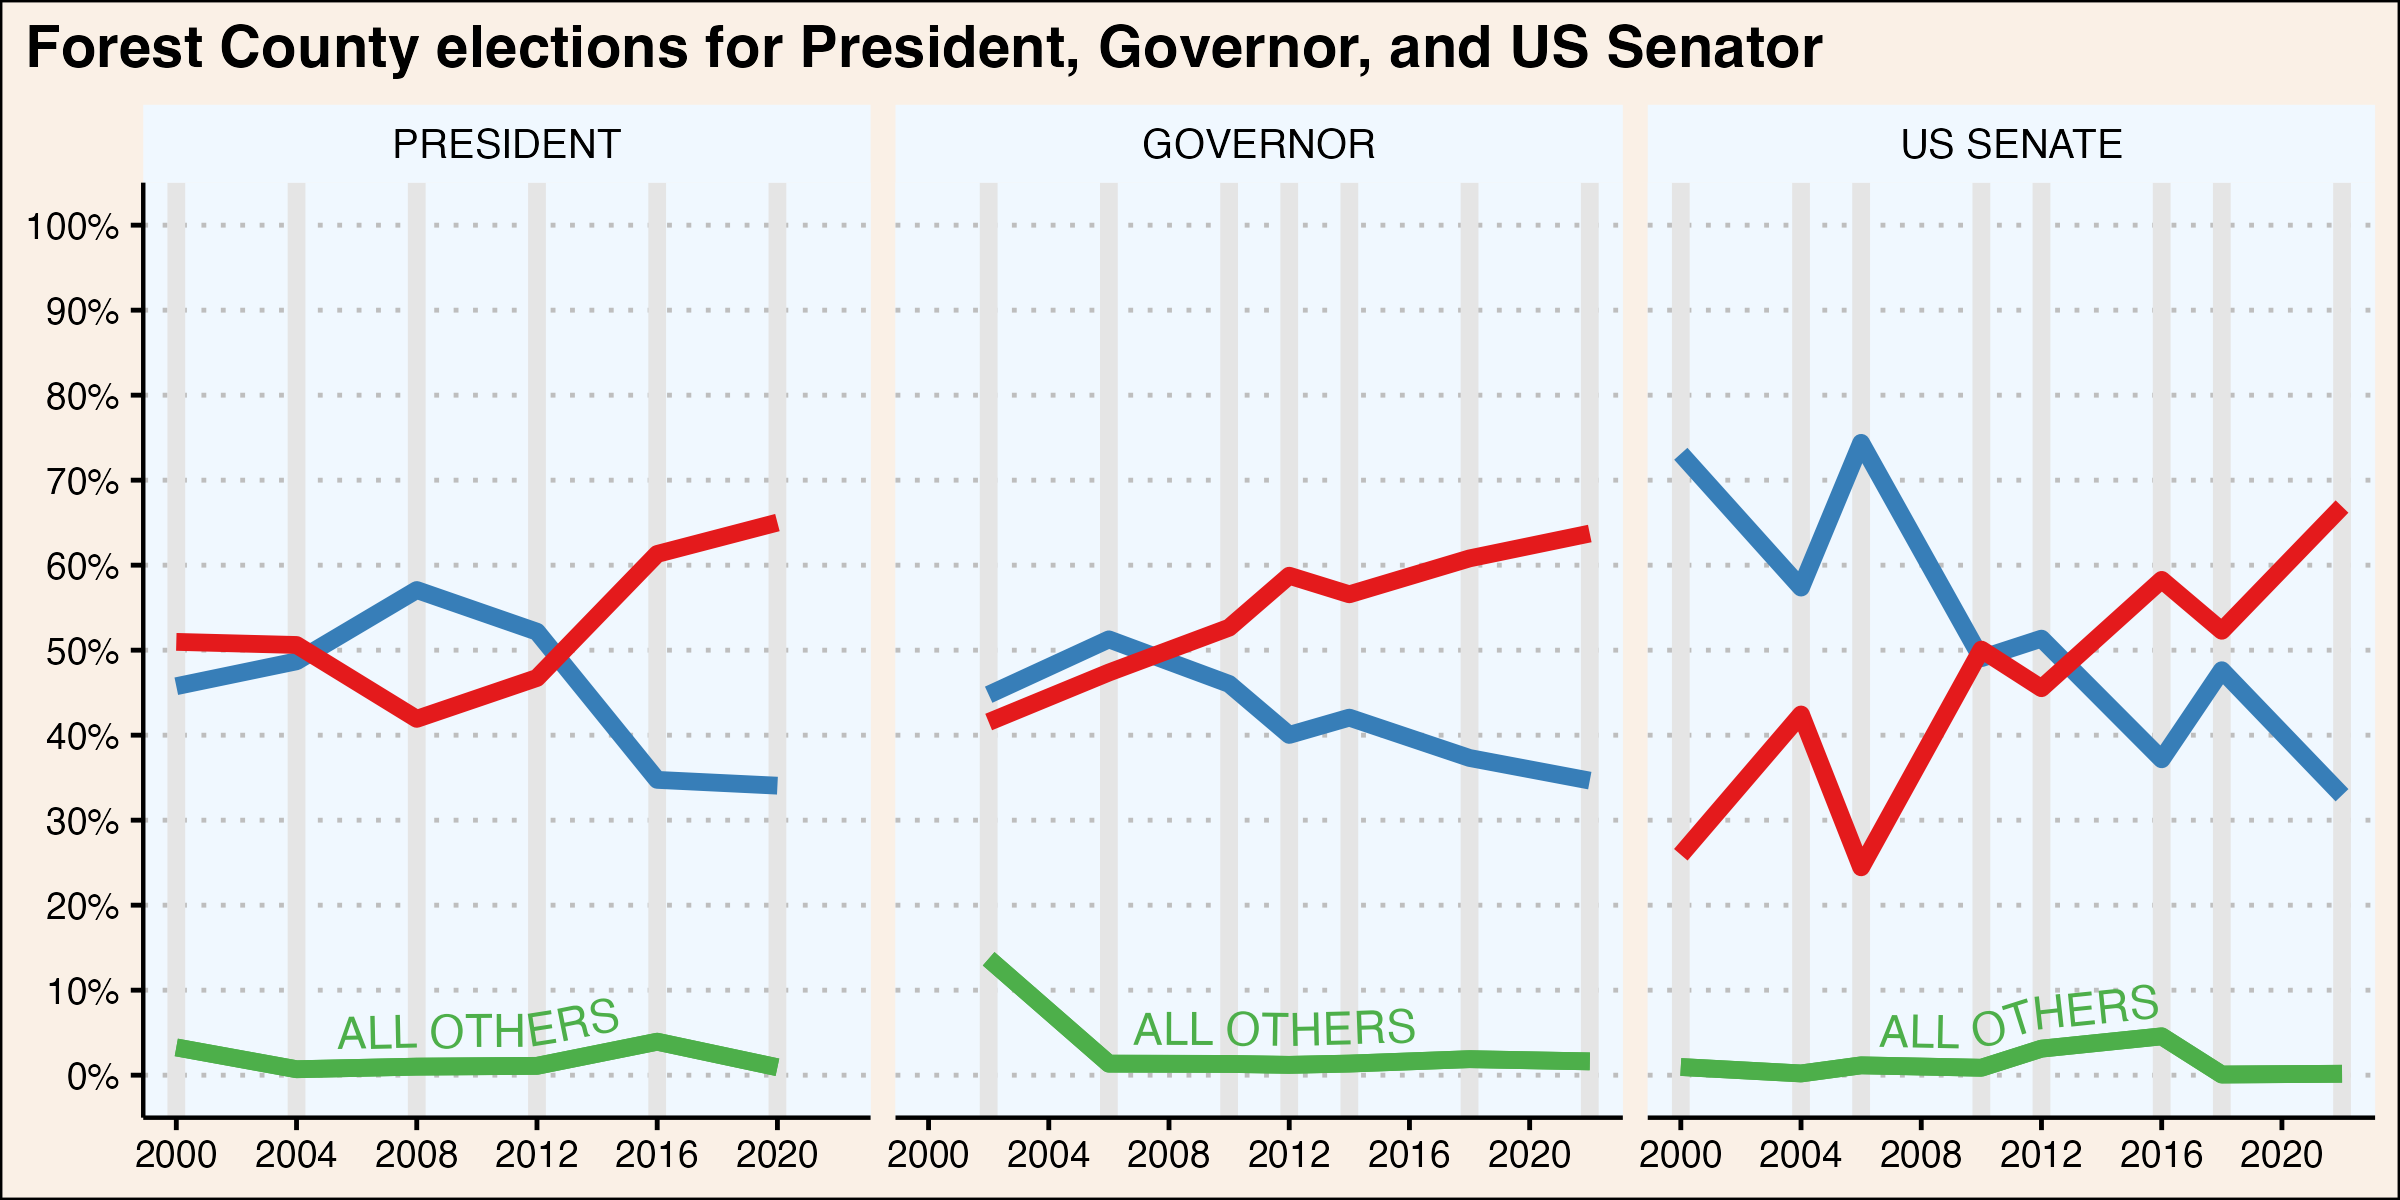 Forest County elections for President, Governor, and US Senator
PRESIDENT
GOVERNOR
US SENATE
100%
90%
80%
70%
60%
50%
40%
30%
20%
10%
0%
ALL OTHERS
ALL OTHERS
ALL OTHERS
2000 2004 2008 2012 2016 2020
2000 2004 2008 2012 2016 2020
2000 2004 2008 2012 2016 2020